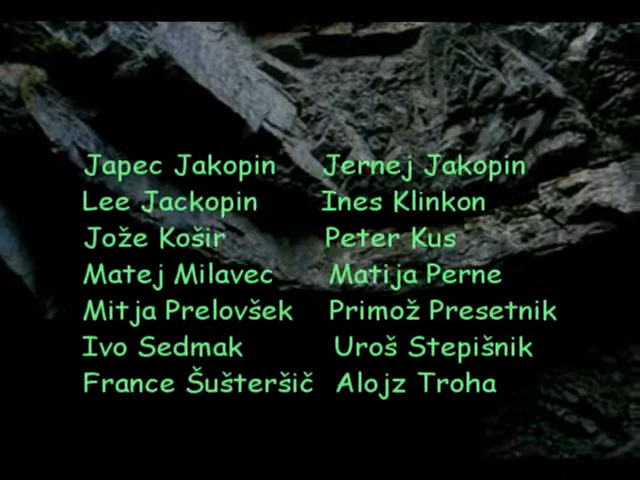 Japec Jakopin Jernej Jakopin
Lee Jackopin Ines Klinkon
Jože Košir Peter Kus
Matej Milavec Matija Perne
Mitja Prelovšek Primož Presetnik
Ivo Sedmak Uroš Stepišnik
France Šušteršič Alojz Troha